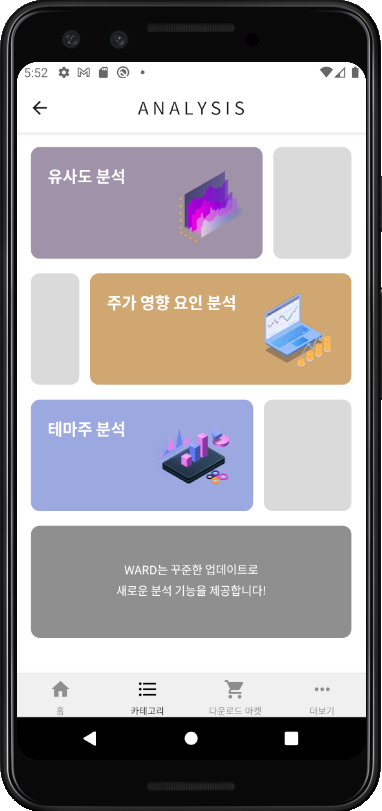 5:52
ANALYSIS
유사도 분석
주가 영향 요인 분석
테마주 분석
WARD는 꾸준한 업데이트로
새로운 분석 기능을 제공합니다!
홈
카테고리
다운로드 마켓
더보기